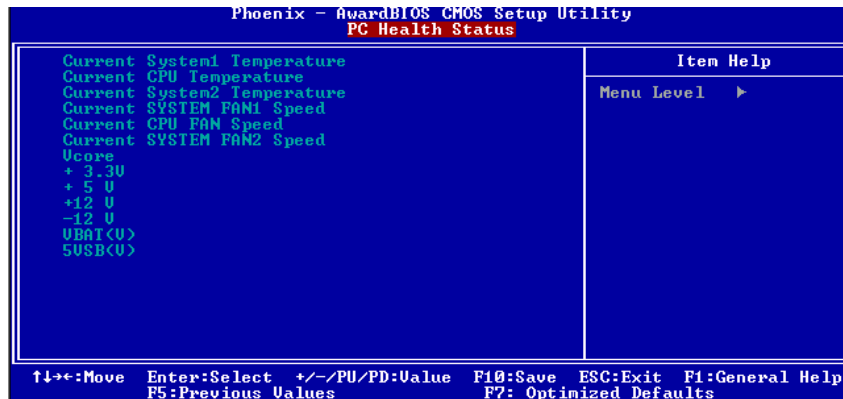 Phoenix - AwardBIOS CMOS Setup Utility
PC Health Status
Current System1 Temperature
Current CPU Temperature
Current System2 Temperature
Current SYSTEM FAN1 Speed
Current CPU FAN Speed
Current SYSTEM FAN2 Speed
Vcore
+ 3.3V
+ 5 V
+12 V
-12 V
VBAT(V)
5VSB(V)
Item Help
Menu Level ►
↑↓→←:Move Enter:Select +/-/PU/PD:Value F10:Save ESC:Exit F1:General Help
F5:Previous Values F7: Optimized Defaults